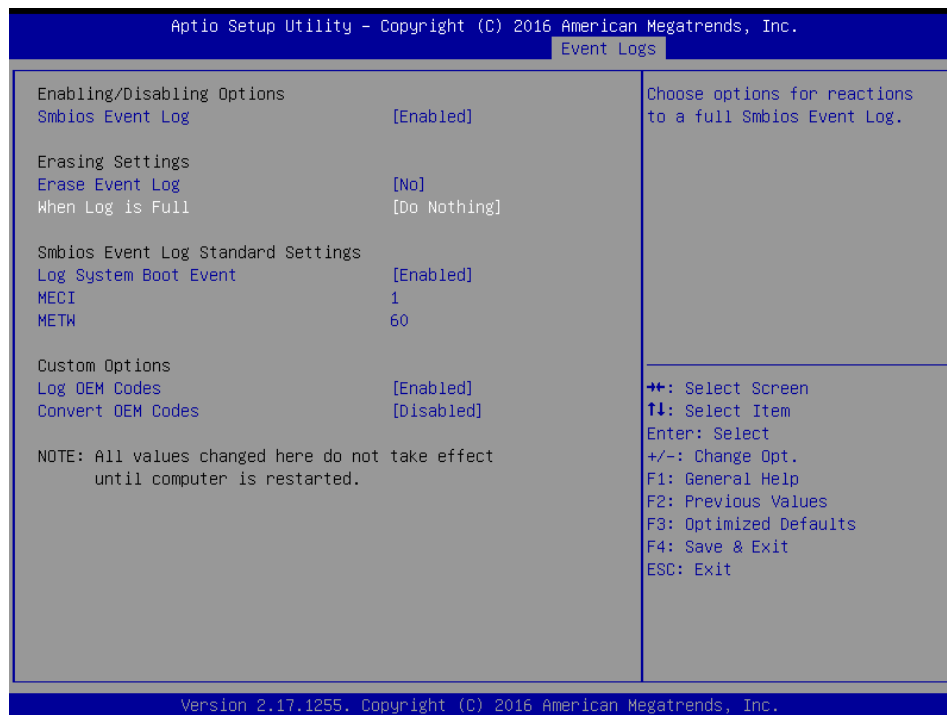 Aptio Setup Utility – Copyright (C) 2016 American Megatrends, Inc.
Event Logs
Enabling/Disabling Options
Smbios Event Log [Enabled]
Erasing Settings
Erase Event Log [No]
When Log is Full [Do Nothing]
Smbios Event Log Standard Settings
Log System Boot Event [Enabled]
MECI 1
METW 60
Custom Options
Log OEM Codes [Enabled]
Convert OEM Codes [Disabled]
NOTE: All values changed here do not take effect
until computer is restarted.
Choose options for reactions
to a full Smbios Event Log.
→←: Select Screen
↑↓: Select Item
Enter: Select
+/-: Change Opt.
F1: General Help
F2: Previous Values
F3: Optimized Defaults
F4: Save & Exit
ESC: Exit
Version 2.17.1255. Copyright (C) 2016 American Megatrends, Inc.